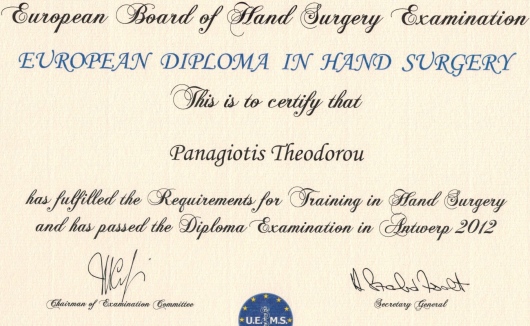 European Board of Hand Surgery Examination
EUROPEAN DIPLOMA IN HAND SURGERY
This is to certify that
Panagiotis Theodorou
has fulfilled the Requirements for Training in Hand Surgery
and has passed the Diploma Examination in Antwerp 2012
Chairman of Examination Committee
Secretary General
U.E.M.S.